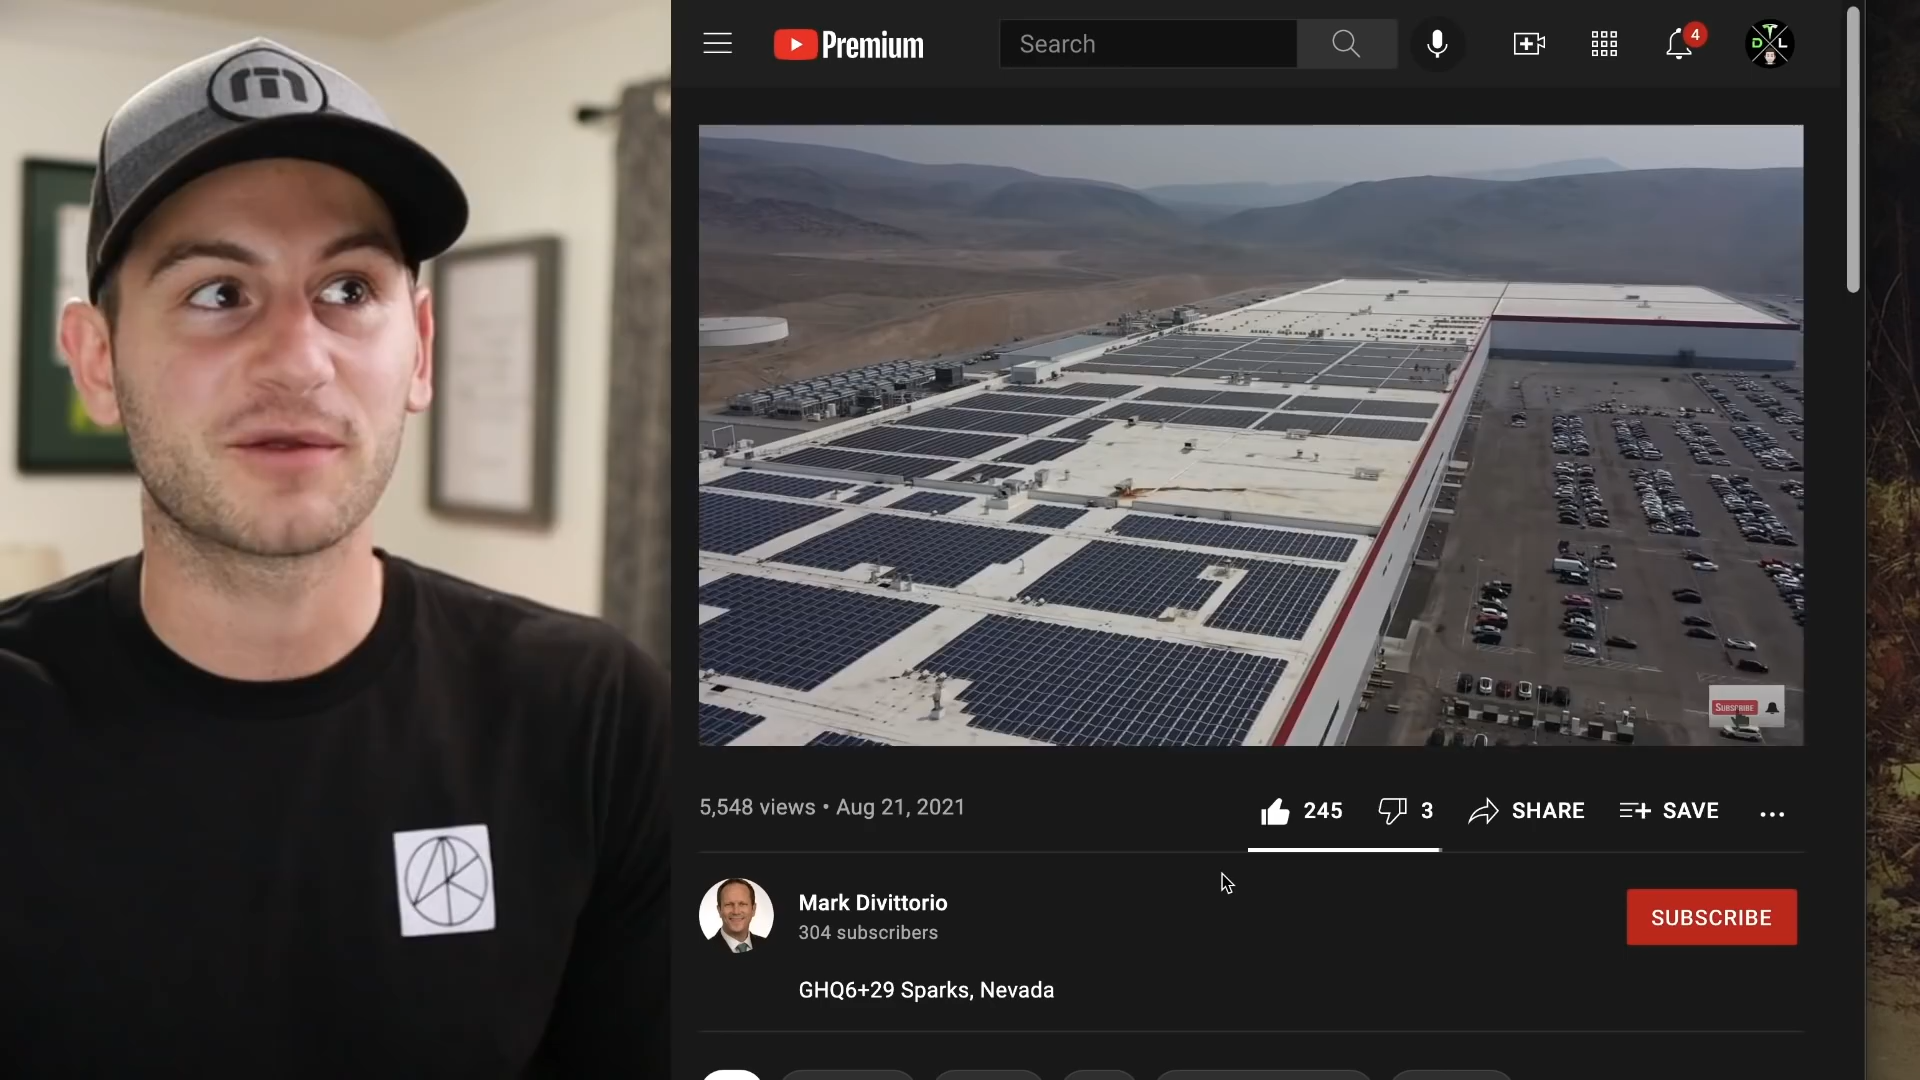 Premium
Search
4
D L
SUBSCRIBE
5,548 views • Aug 21, 2021
245
3
SHARE
SAVE
Mark Divittorio
304 subscribers
SUBSCRIBE
GHQ6+29 Sparks, Nevada